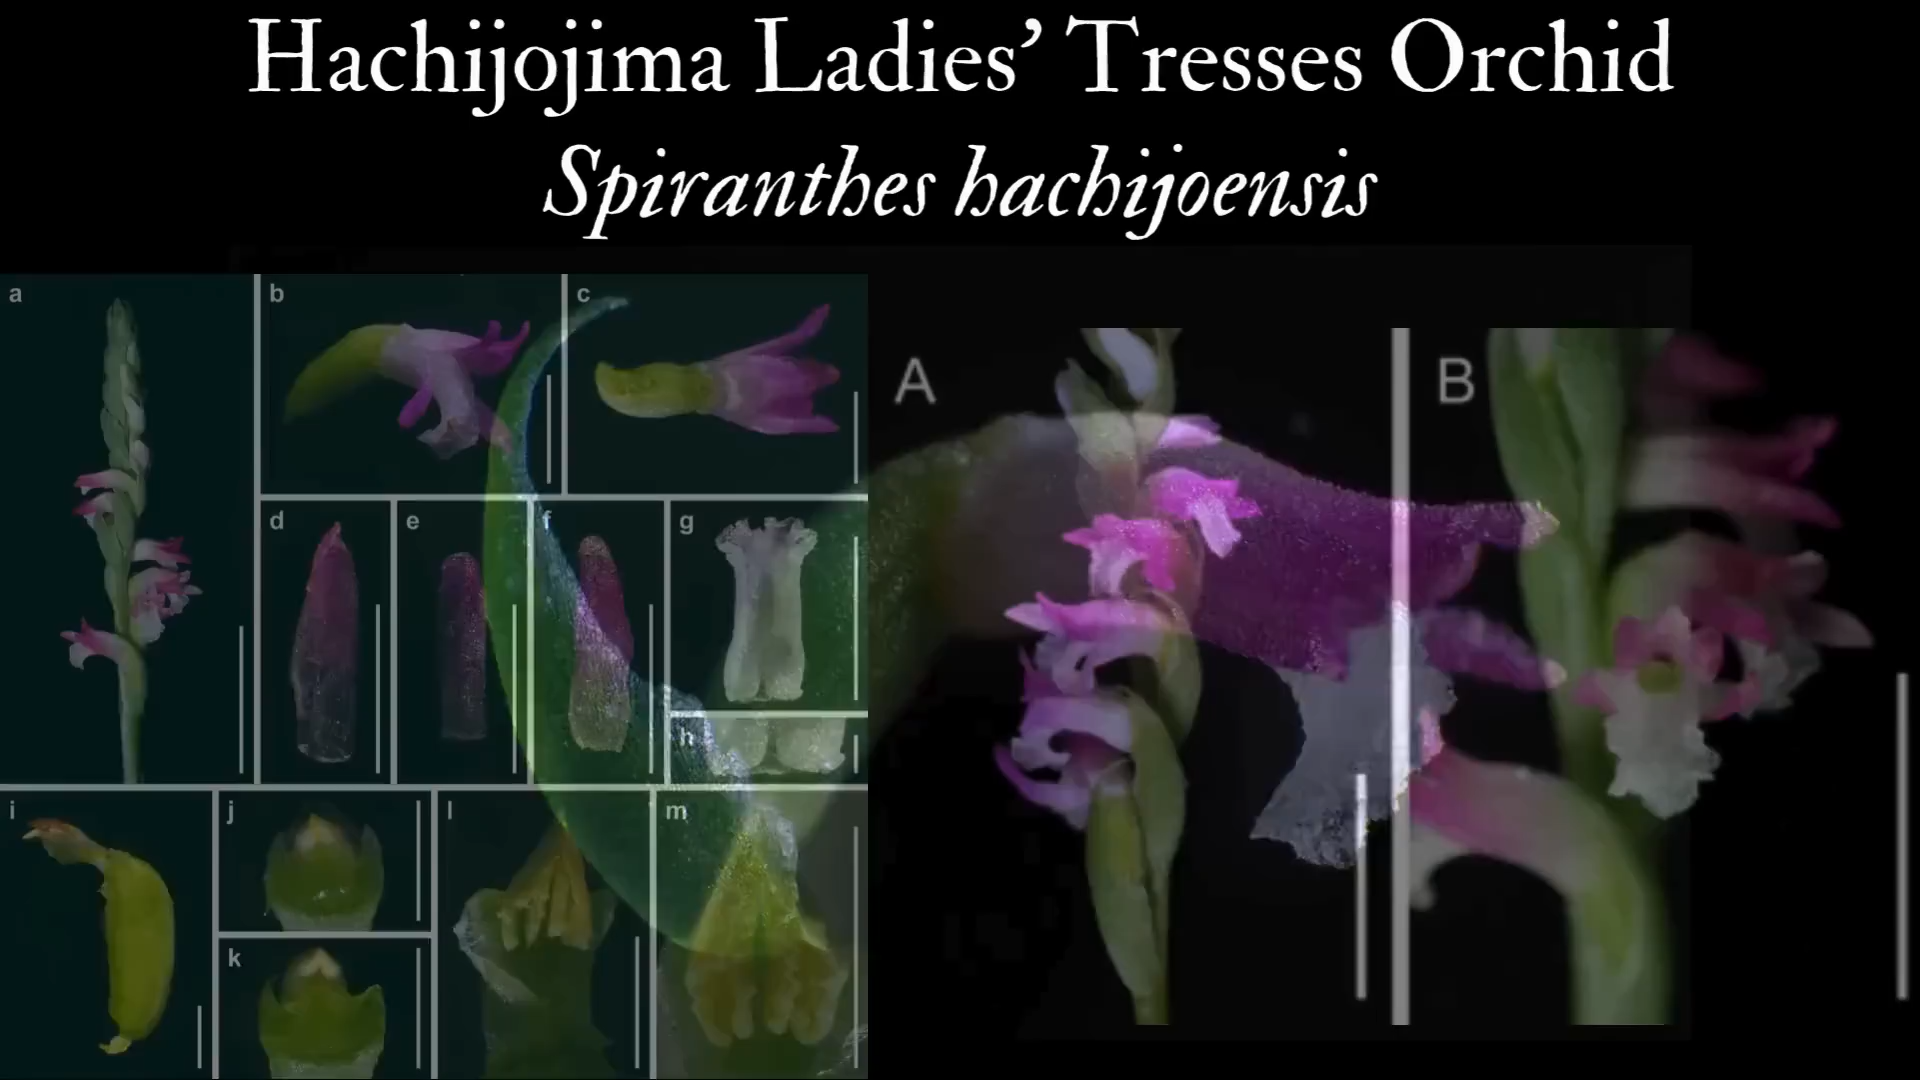 Hachijojima Ladies’ Tresses Orchid
Spiranthes hachijoensis
a
b
c
d
e
f
g
h
i
j
k
l
m
A
B